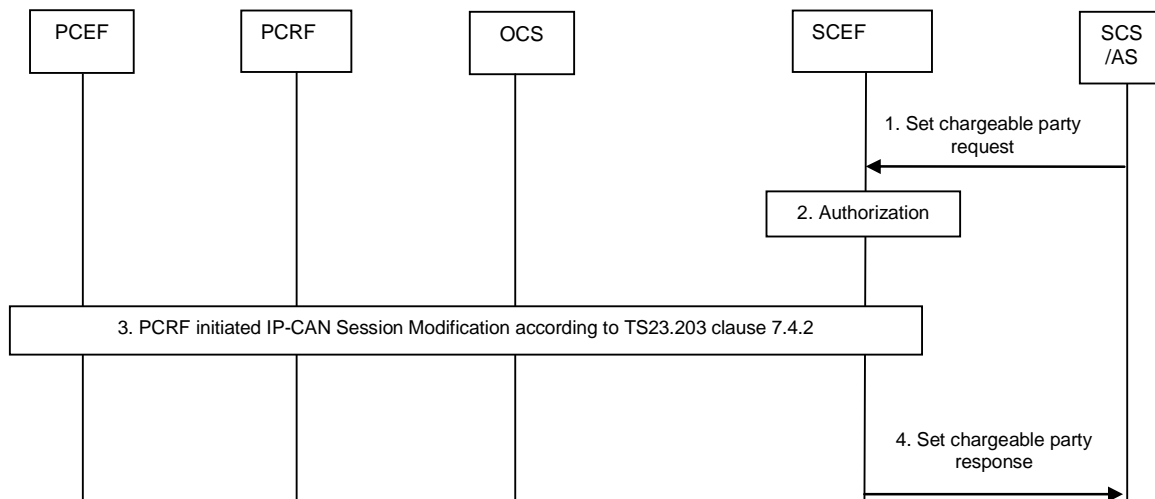 PCEF
PCRF
OCS
SCEF
SCS
/AS
1. Set chargeable party
request
2. Authorization
3. PCRF initiated IP-CAN Session Modification according to TS23.203 clause 7.4.2
4. Set chargeable party
response